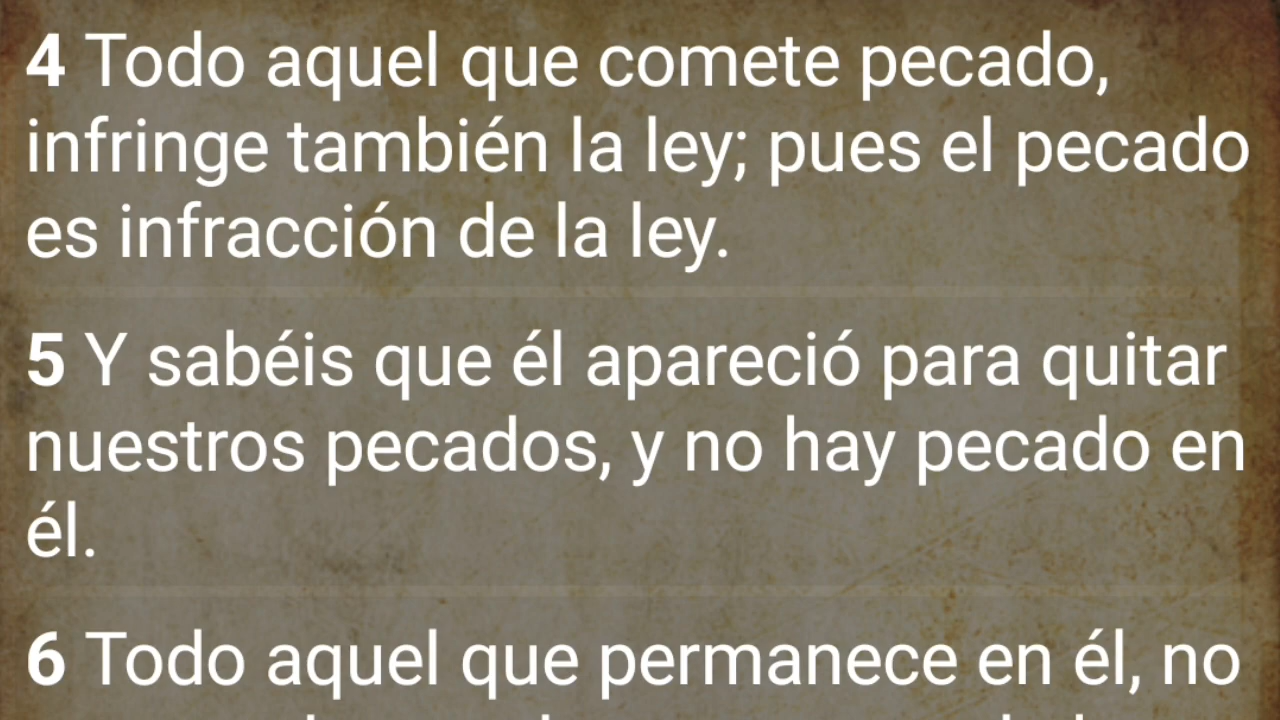 4 Todo aquel que comete pecado,
infringe también la ley; pues el pecado
es infracción de la ley.
5 Y sabéis que él apareció para quitar
nuestros pecados, y no hay pecado en
él.
6 Todo aquel que permanece en él, no